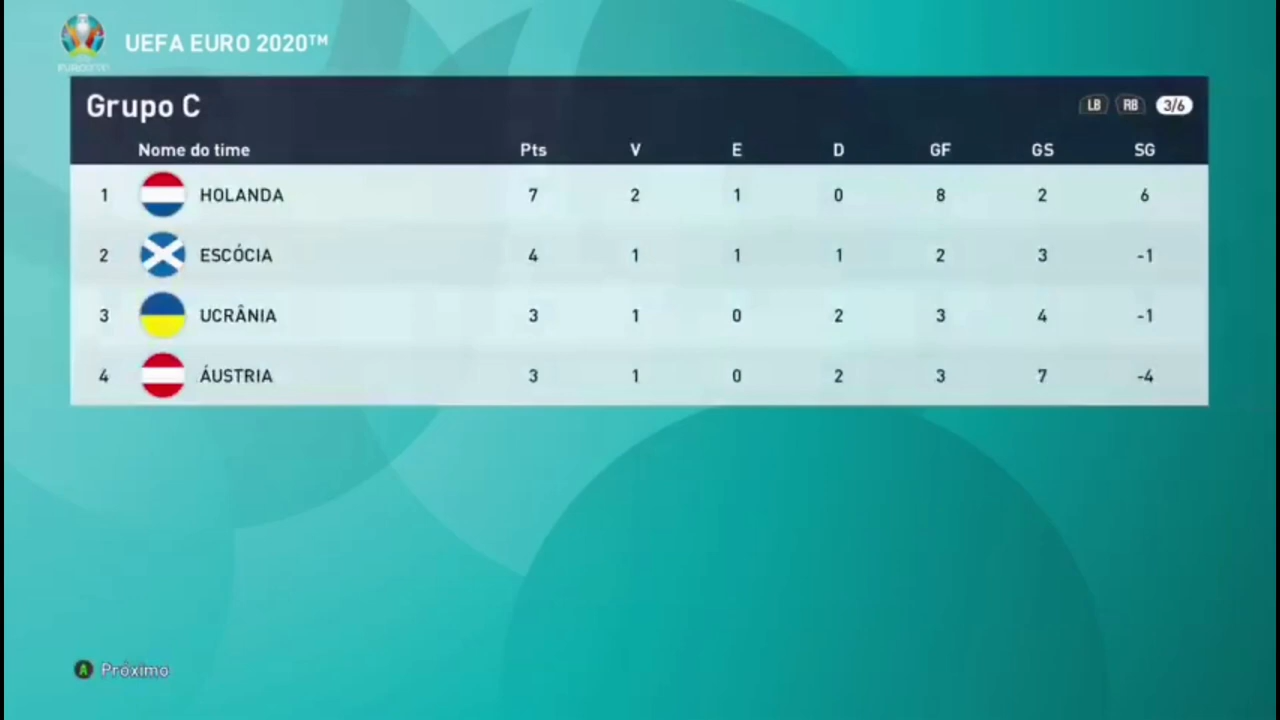 UEFA EURO 2020™
Grupo C LB RB 3/6
Nome do time Pts V E D GF GS SG
1 HOLANDA 7 2 1 0 8 2 6
2 ESCÓCIA 4 1 1 1 2 3 -1
3 UCRÂNIA 3 1 0 2 3 4 -1
4 ÁUSTRIA 3 1 0 2 3 7 -4
A Próximo